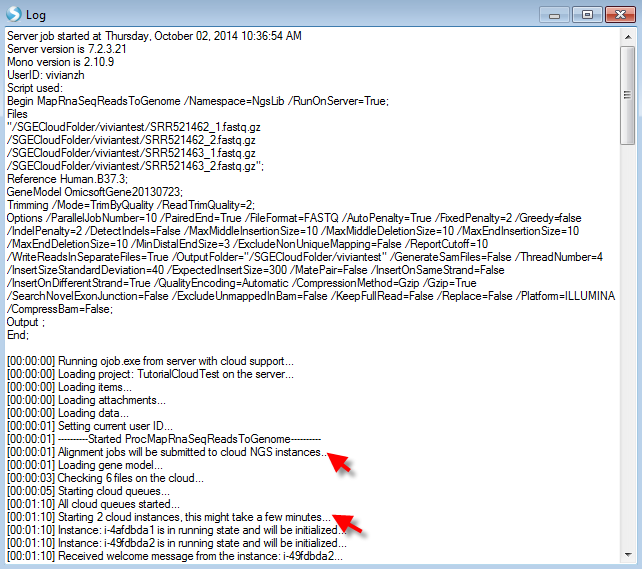 Log
Server job started at Thursday, October 02, 2014 10:36:54 AM
Server version is 7.2.3.21
Mono version is 2.10.9
UserID: vivianzh
Script used:
Begin MapRnaSeqReadsToGenome /Namespace=NgsLib /RunOnServer=True;
Files
"/SGECloudFolder/viviantest/SRR521462_1.fastq.gz
/SGECloudFolder/viviantest/SRR521462_2.fastq.gz
/SGECloudFolder/viviantest/SRR521463_1.fastq.gz
/SGECloudFolder/viviantest/SRR521463_2.fastq.gz";
Reference Human.B37.3;
GeneModel OmicsoftGene20130723;
Trimming /Mode=TrimByQuality /ReadTrimQuality=2;
Options /ParallelJobNumber=10 /PairedEnd=True /FileFormat=FASTQ /AutoPenalty=True /FixedPenalty=2 /Greedy=false
/IndelPenalty=2 /DetectIndels=False /MaxMiddleInsertionSize=10 /MaxMiddleDeletionSize=10 /MaxEndInsertionSize=10
/MaxEndDeletionSize=10 /MinDistalEndSize=3 /ExcludeNonUniqueMapping=False /ReportCutoff=10
/WriteReadsInSeparateFiles=True /OutputFolder="/SGECloudFolder/viviantest" /GenerateSamFiles=False /ThreadNumber=4
/InsertSizeStandardDeviation=40 /ExpectedInsertSize=300 /MatePair=False /InsertOnSameStrand=False
/InsertOnDifferentStrand=True /QualityEncoding=Automatic /CompressionMethod=Gzip /Gzip=True
/SearchNovelExonJunction=False /ExcludeUnmappedInBam=False /KeepFullRead=False /Replace=False /Platform=ILLUMINA
/CompressBam=False;
Output ;
End;
[00:00:00] Running ojob.exe from server with cloud support...
[00:00:00] Loading project: TutorialCloudTest on the server...
[00:00:00] Loading items...
[00:00:00] Loading attachments...
[00:00:00] Loading data...
[00:00:01] Setting current user ID...
[00:00:01] ----------Started ProcMapRnaSeqReadsToGenome----------
[00:00:01] Alignment jobs will be submitted to cloud NGS instances...
[00:00:01] Loading gene model...
[00:00:03] Checking 6 files on the cloud...
[00:00:05] Starting cloud queues...
[00:01:10] All cloud queues started...
[00:01:10] Starting 2 cloud instances, this might take a few minutes...
[00:01:10] Instance: i-4afdbda1 is in running state and will be initialized...
[00:01:10] Instance: i-49fdbda2 is in running state and will be initialized...
[00:01:10] Received welcome message from the instance: i-49fdbda2...